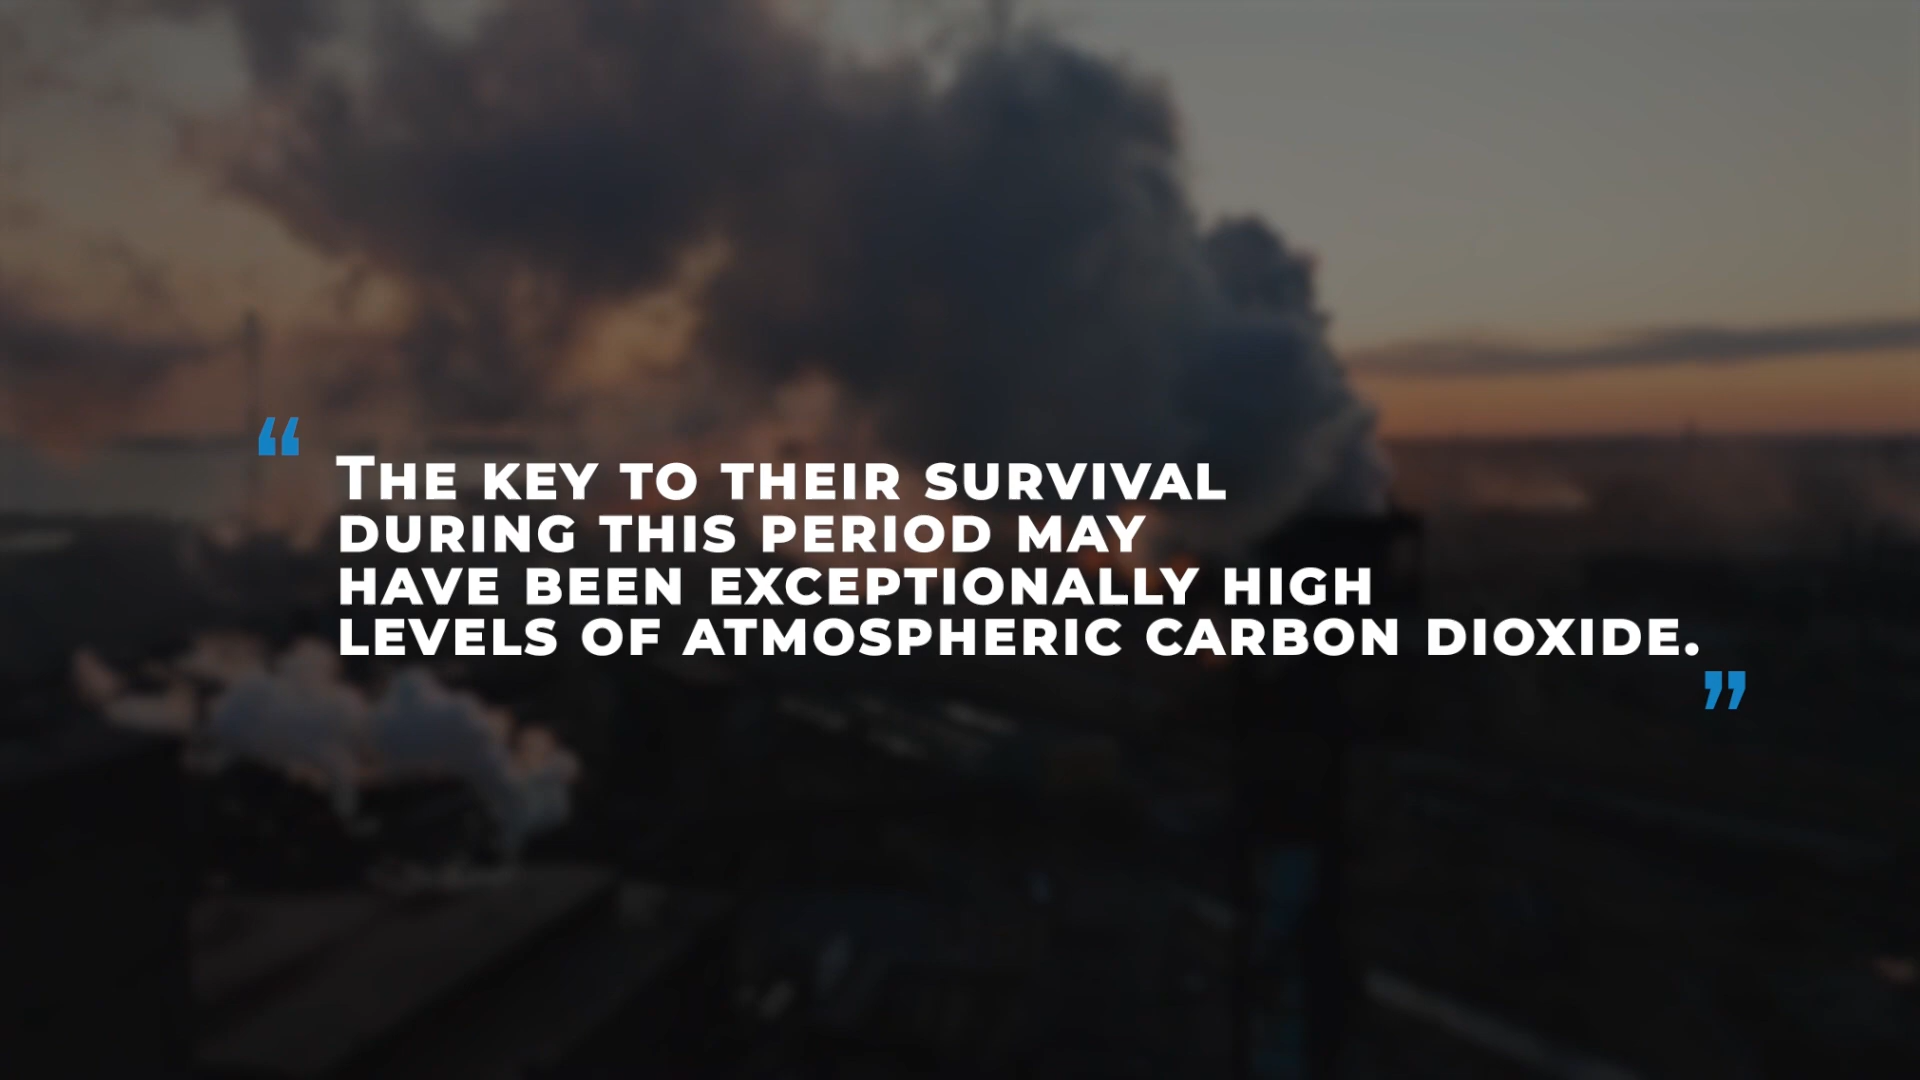 “The key to their survival
during this period may
have been exceptionally high
levels of atmospheric carbon dioxide.”